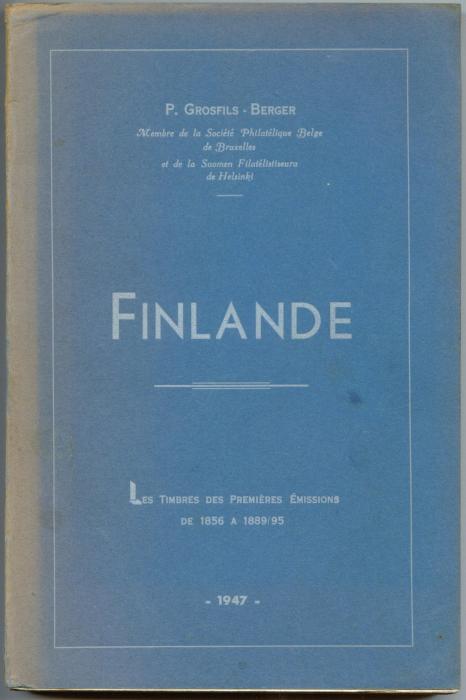 P. GROSFILS - BERGER
Membre de la Société Philatélique Belge
de Bruxelles
et de la Suomen Filatélistiseura
de Helsinki
FINLANDE
LES TIMBRES DES PREMIÈRES ÉMISSIONS
DE 1856 A 1889/95
- 1947 -